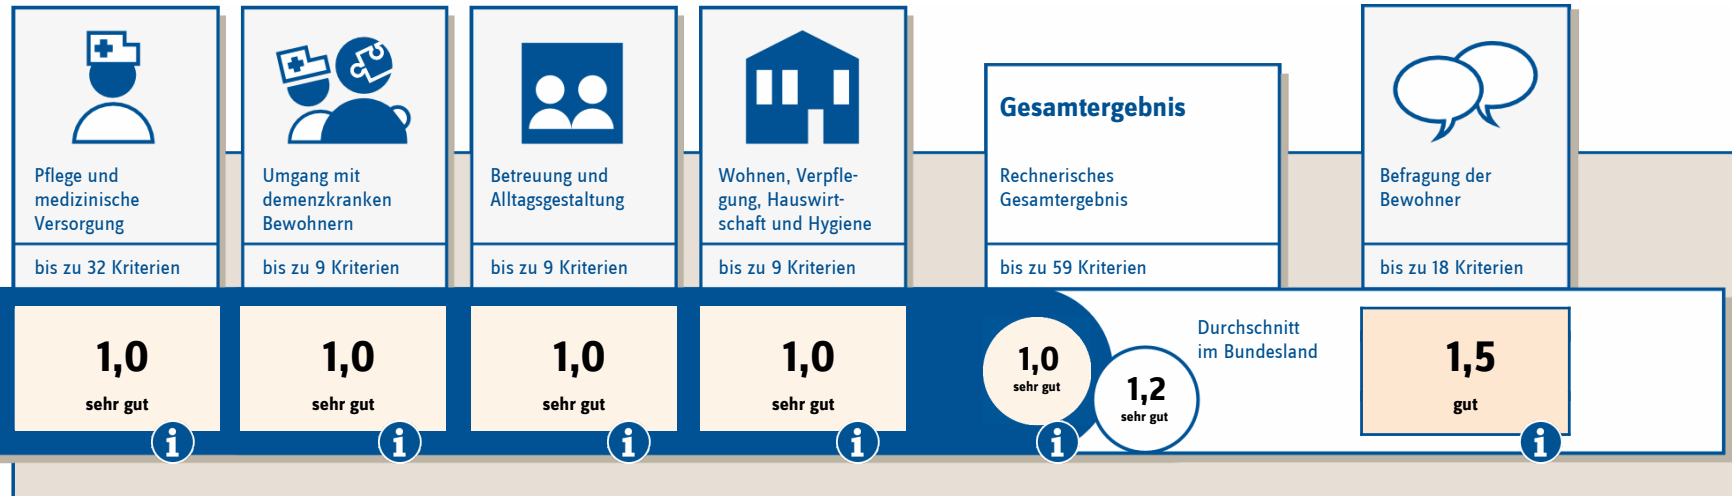 Pflege und
medizinische
Versorgung
bis zu 32 Kriterien
1,0
sehr gut
i
Umgang mit
demenzkranken
Bewohnern
bis zu 9 Kriterien
1,0
sehr gut
i
Betreuung und
Alltagsgestaltung
bis zu 9 Kriterien
1,0
sehr gut
i
Wohnen, Verpfle-
gung, Hauswirt-
schaft und Hygiene
bis zu 9 Kriterien
1,0
sehr gut
i
Gesamtergebnis
Rechnerisches
Gesamtergebnis
bis zu 59 Kriterien
1,0
sehr gut
i
1,2
sehr gut
Durchschnitt
im Bundesland
Befragung der
Bewohner
bis zu 18 Kriterien
1,5
gut
i